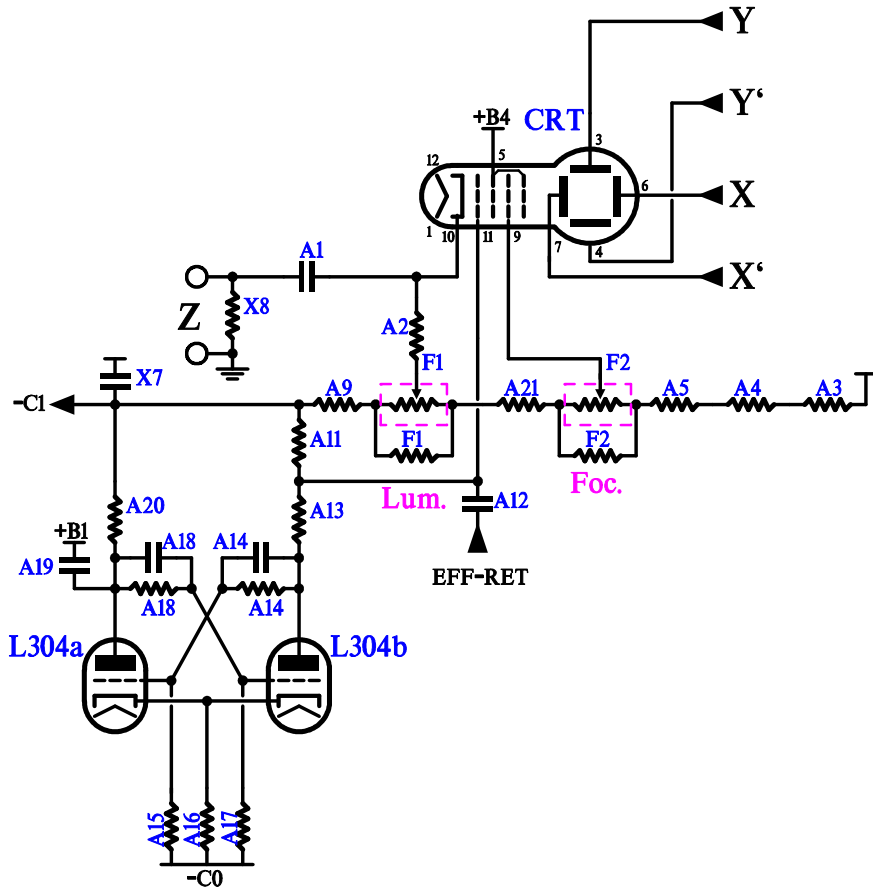 Y
+B4
CRT
Y‘
12
5
3
6
X
1
10
11
9
7
4
X‘
A1
Z
X8
A2
F1
F2
X7
-C1
A9
A21
A5
A4
A3
A11
F1
F2
Lum.
Foc.
A20
A13
A12
+B1
A18
A14
A19
EFF-RET
A18
A14
L304a
L304b
A15
A16
A17
-C0